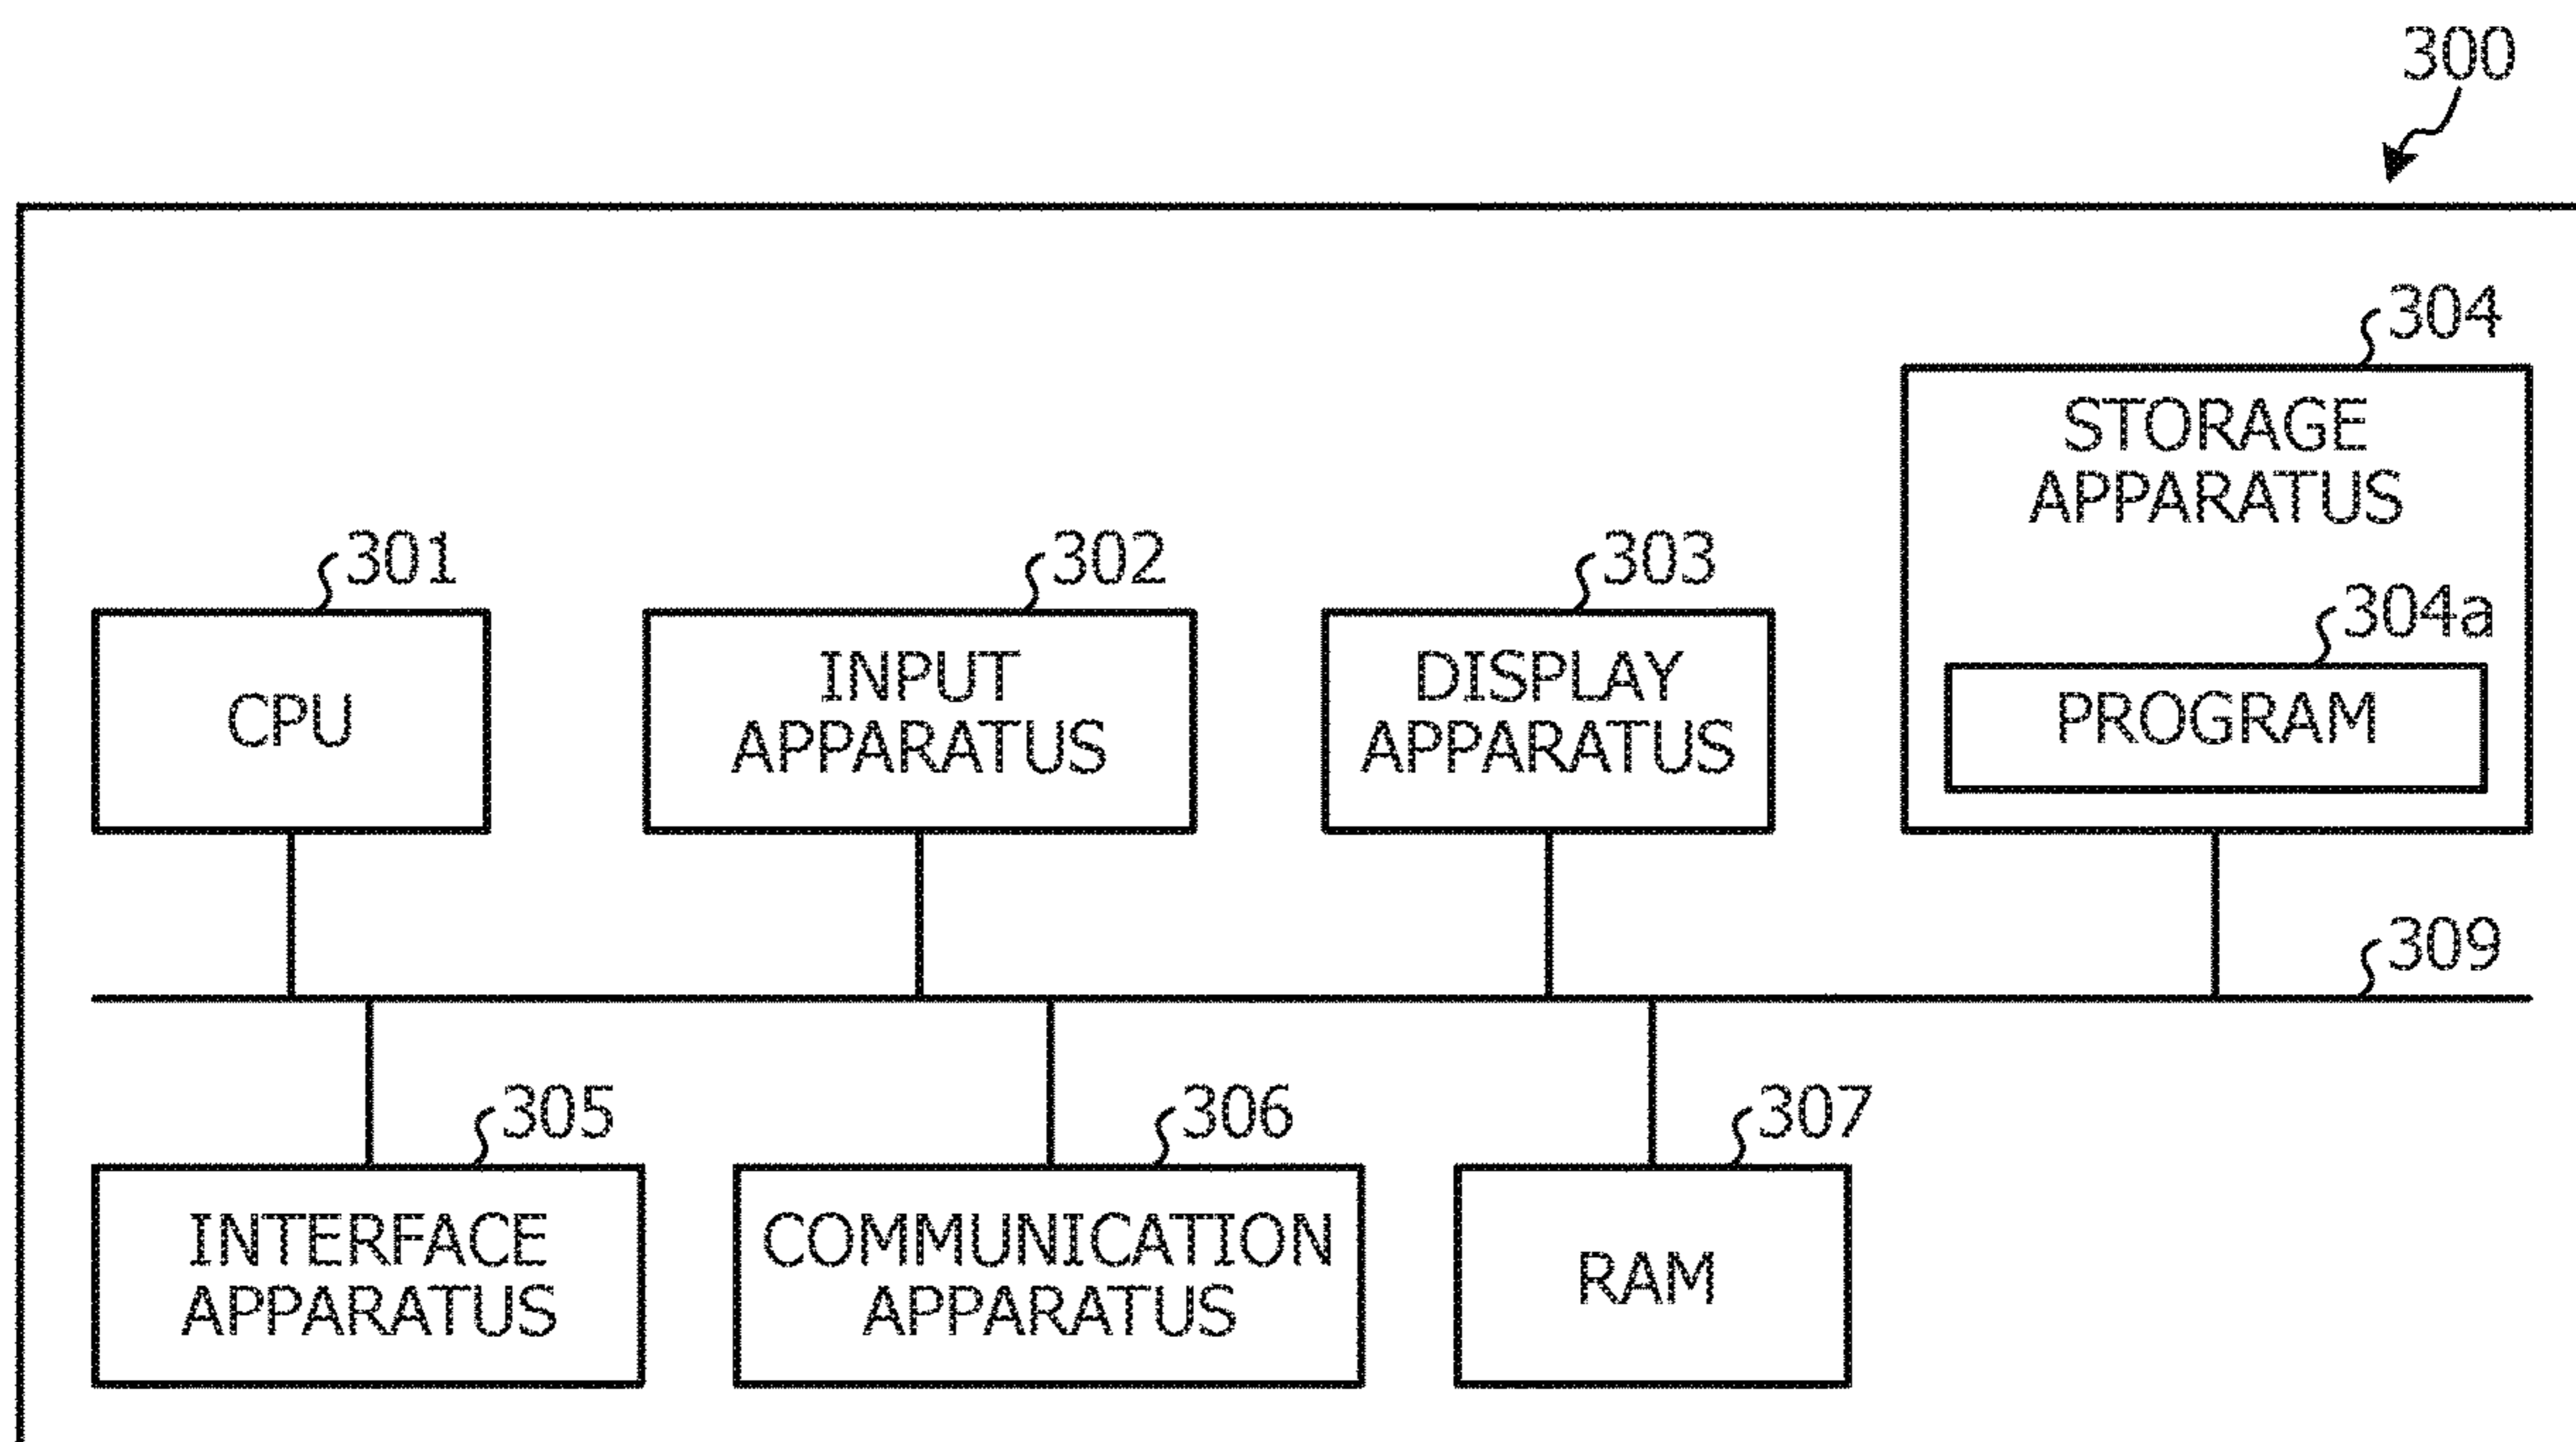 300
304
STORAGE
APPARATUS
301
302
303
304a
CPU
INPUT
APPARATUS
DISPLAY
APPARATUS
PROGRAM
309
305
306
307
INTERFACE
APPARATUS
COMMUNICATION
APPARATUS
RAM